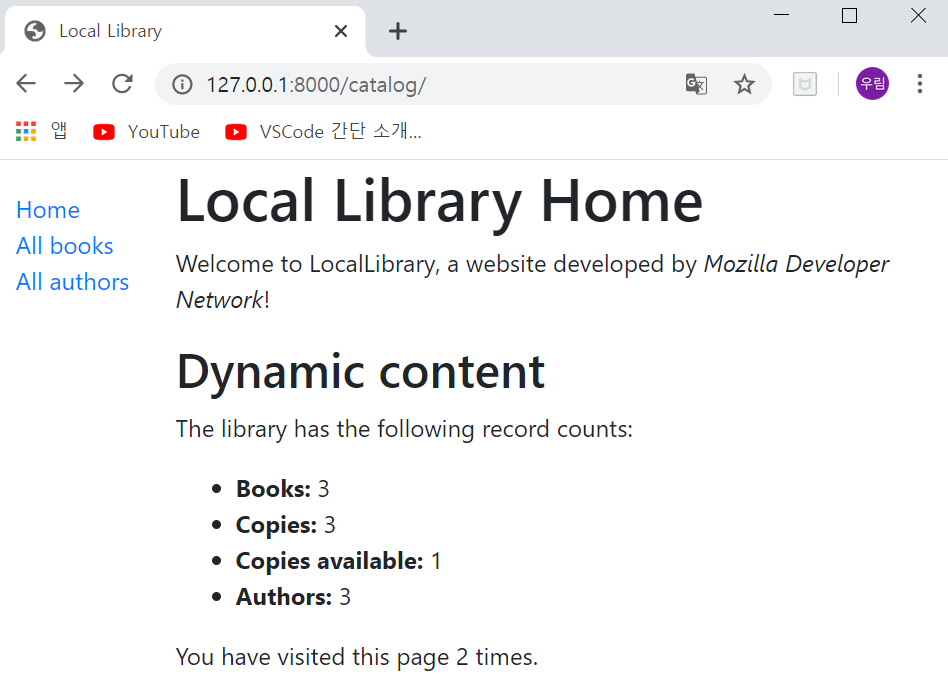 Local Library
127.0.0.1:8000/catalog/
우림
앱 YouTube VSCode 간단 소개...
Home
All books
All authors
Local Library Home
Welcome to LocalLibrary, a website developed by Mozilla Developer
Network!
Dynamic content
The library has the following record counts:
Books: 3
Copies: 3
Copies available: 1
Authors: 3
You have visited this page 2 times.